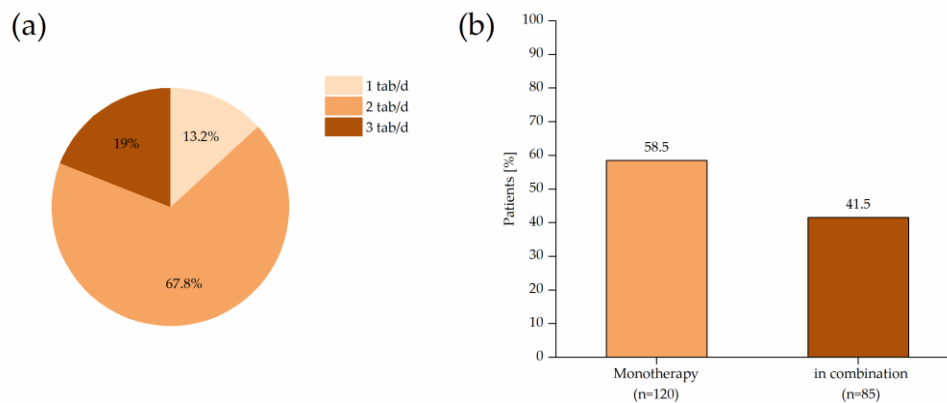 (a)
1 tab/d
2 tab/d
3 tab/d
19%
13.2%
67.8%
(b)
Patients [%]
100
90
80
70
60
50
40
30
20
10
0
58.5
41.5
Monotherapy
(n=120)
in combination
(n=85)